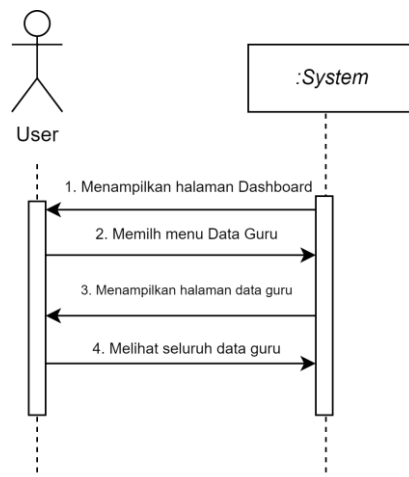 :System
User
1. Menampilkan halaman Dashboard
2. Memilh menu Data Guru
3. Menampilkan halaman data guru
4. Melihat seluruh data guru